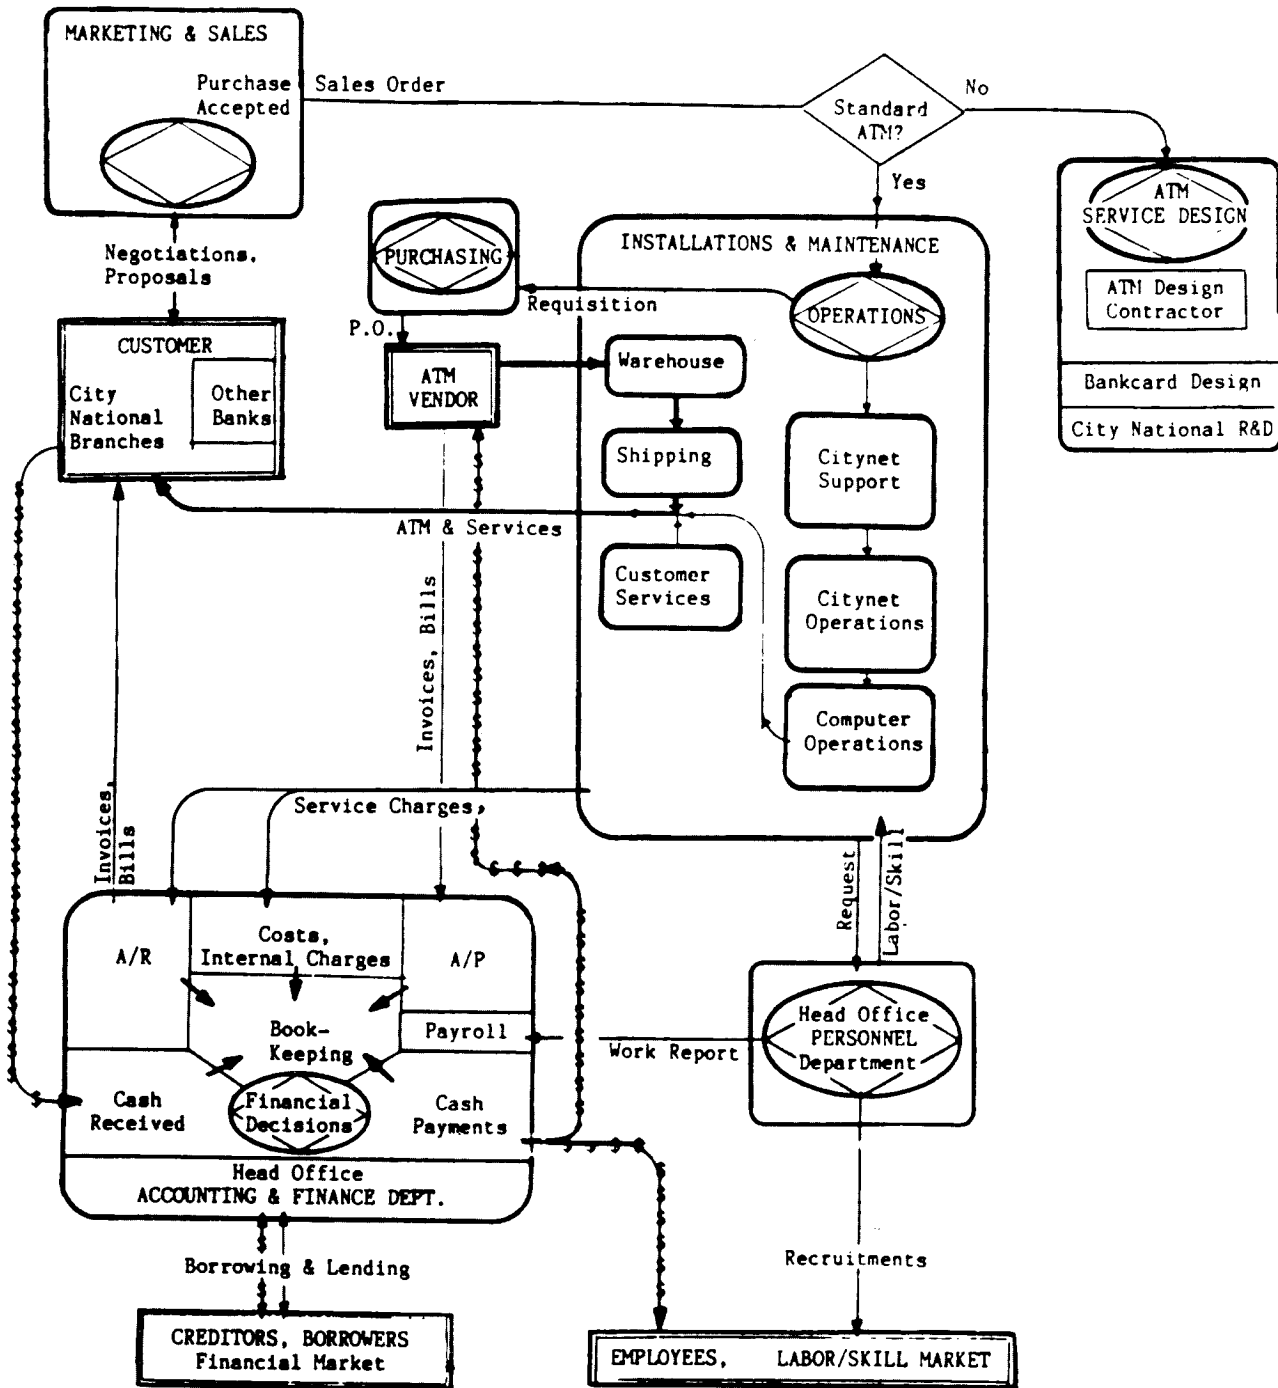 MARKETING & SALES
Purchase
Accepted
Sales Order
Standard
ATM?
No
Yes
ATM
SERVICE DESIGN
ATM Design
Contractor
Bankcard Design
City National R&D
Negotiations,
Proposals
PURCHASING
INSTALLATIONS & MAINTENANCE
Requisition
OPERATIONS
P.O.
CUSTOMER
City
National
Branches
Other
Banks
ATM
VENDOR
Warehouse
Shipping
Citynet
Support
ATM & Services
Customer
Services
Citynet
Operations
Computer
Operations
Invoices, Bills
Invoices,
Bills
Service Charges,
Request
Labor/Skill
A/R
Costs,
Internal Charges
A/P
Book-
Keeping
Payroll
Work Report
Head Office
PERSONNEL
Department
Cash
Received
Financial
Decisions
Cash
Payments
Head Office
ACCOUNTING & FINANCE DEPT.
Borrowing & Lending
Recruitments
CREDITORS, BORROWERS
Financial Market
EMPLOYEES, LABOR/SKILL MARKET